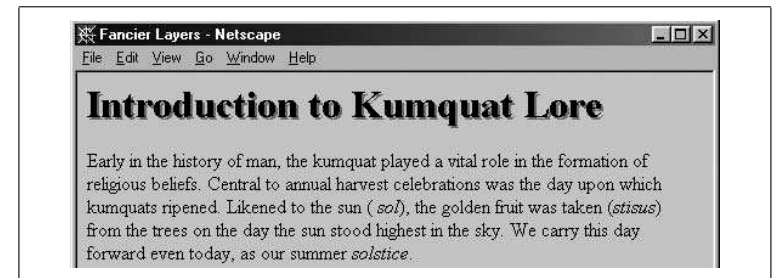 Fancier Layers - Netscape
File Edit View Go Window Help
Introduction to Kumquat Lore
Early in the history of man, the kumquat played a vital role in the formation of
religious beliefs. Central to annual harvest celebrations was the day upon which
kumquats ripened. Likened to the sun ( sol), the golden fruit was taken (stisus)
from the trees on the day the sun stood highest in the sky. We carry this day
forward even today, as our summer solstice.